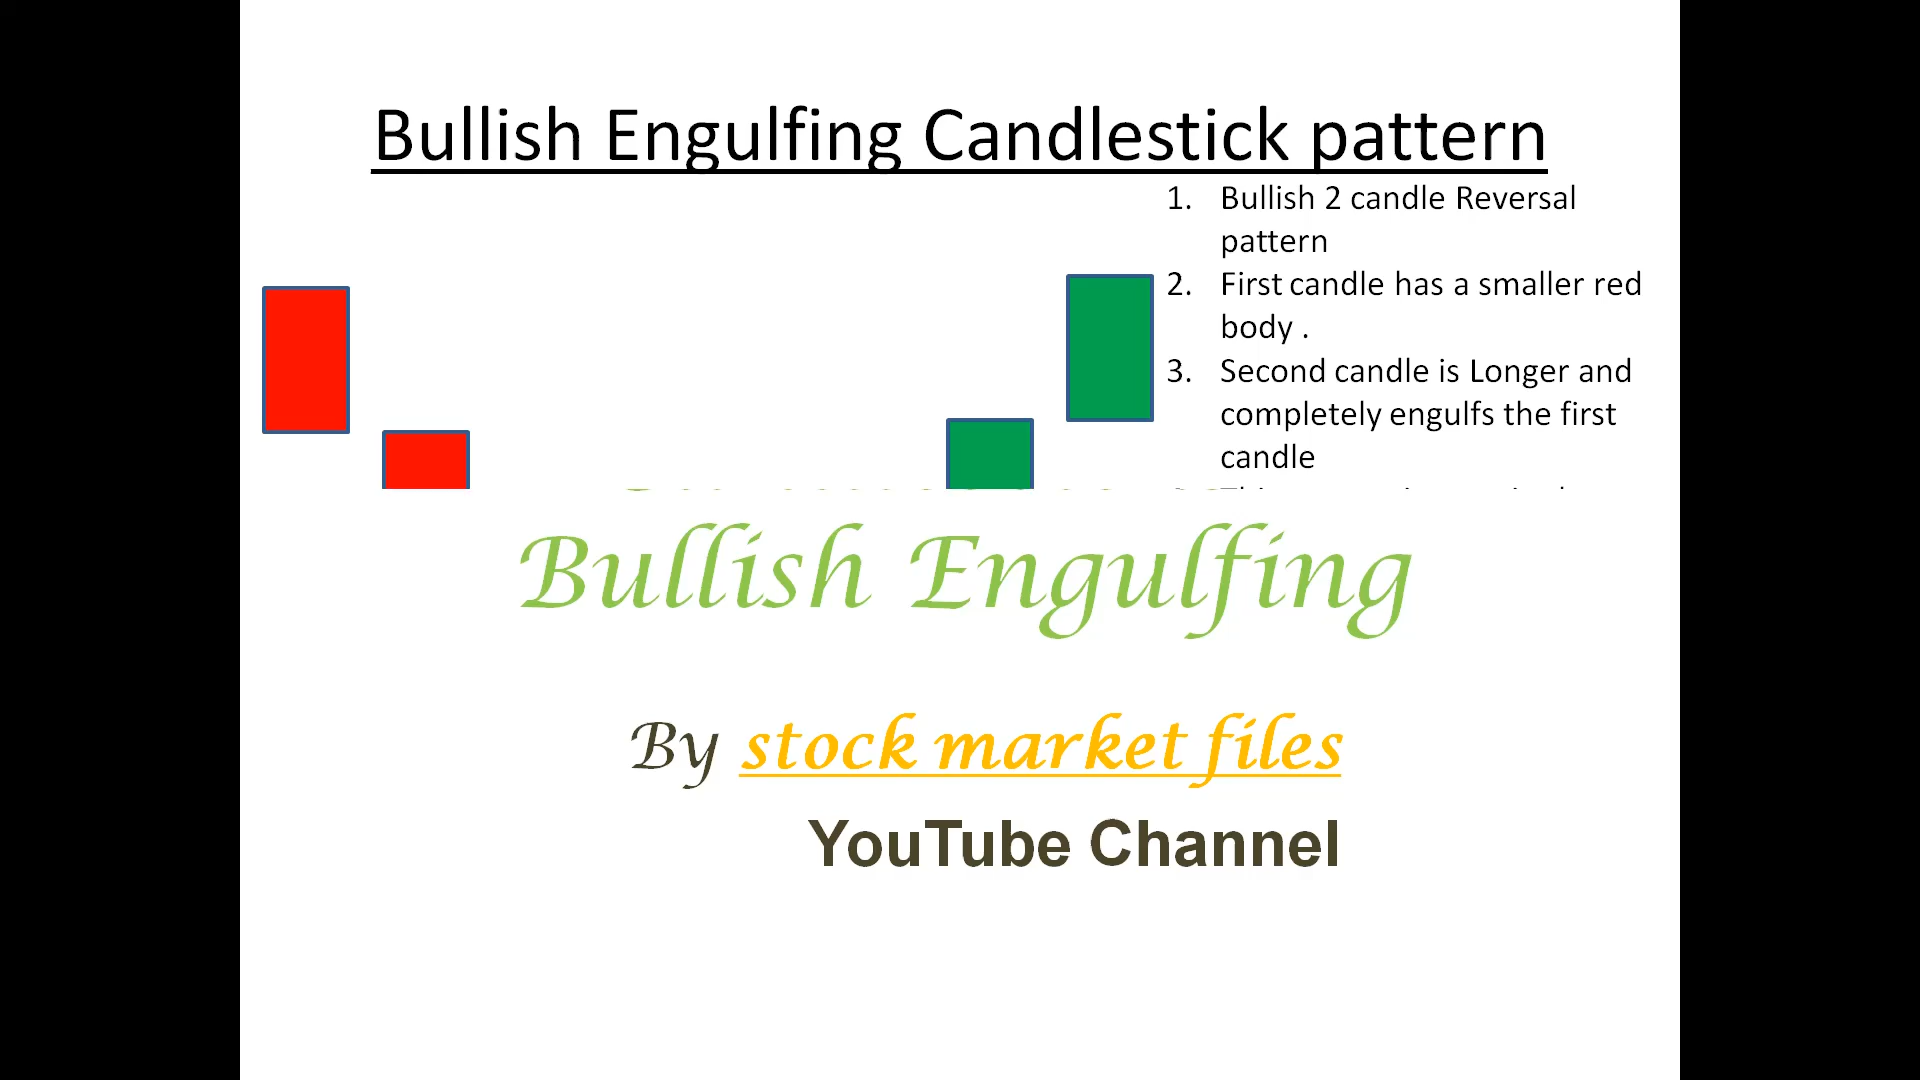 Bullish Engulfing Candlestick pattern
1. Bullish 2 candle Reversal
pattern
2. First candle has a smaller red
body .
3. Second candle is Longer and
completely engulfs the first
candle
Bullish Engulfing
By stock market files
YouTube Channel